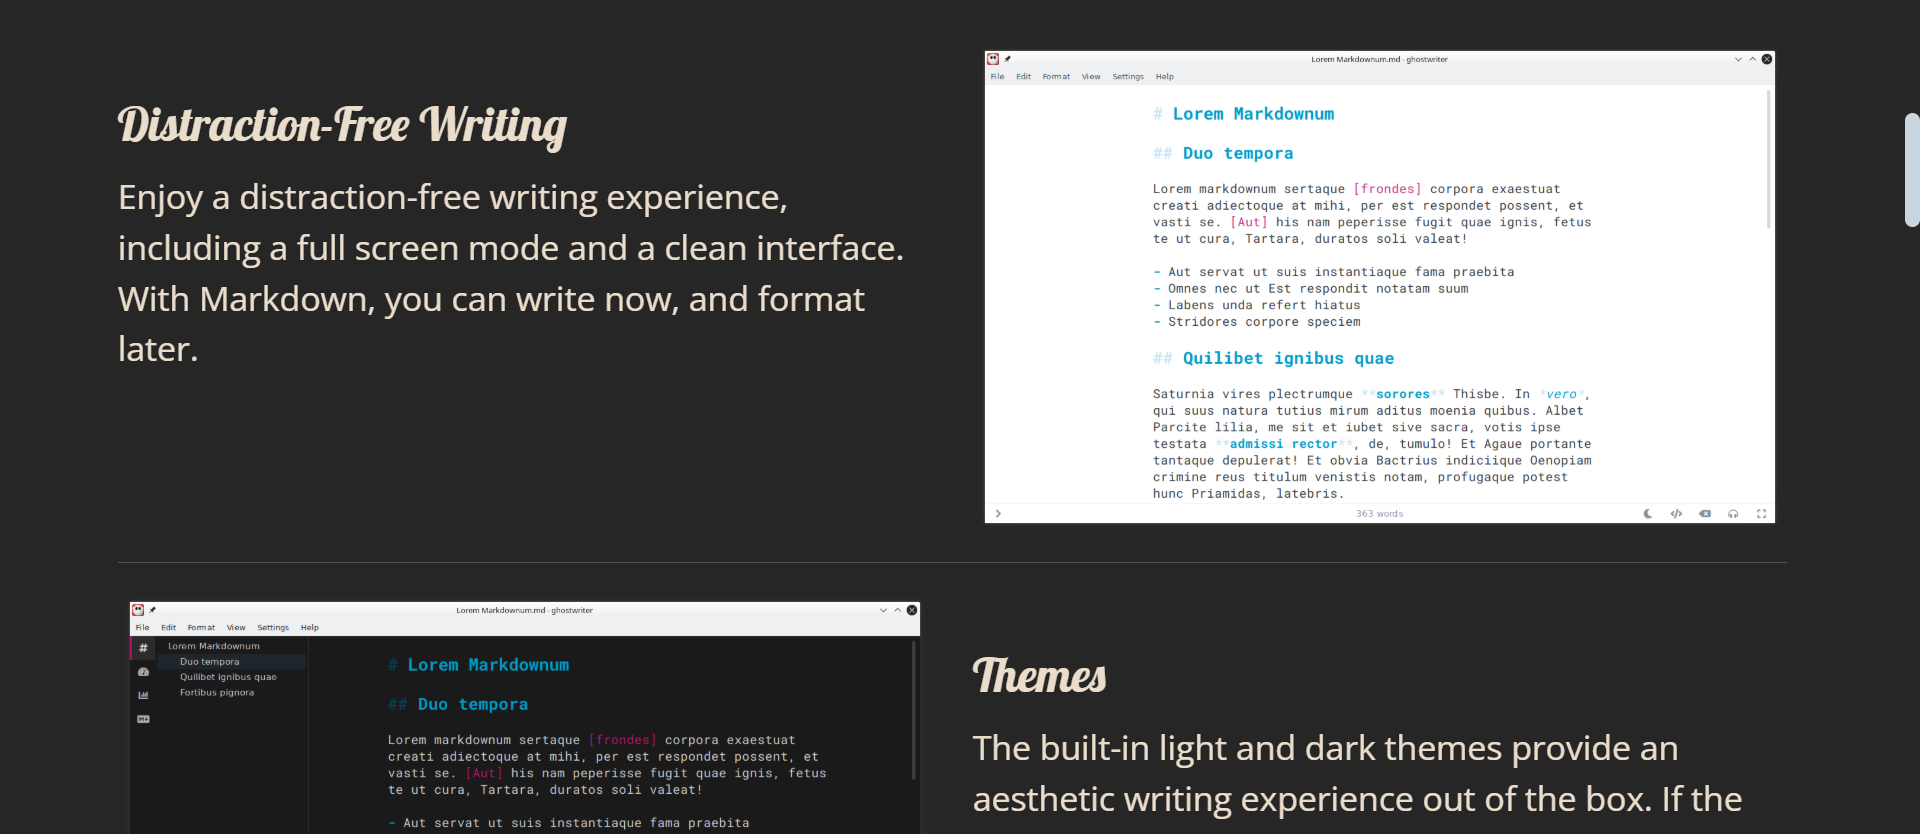 Distraction-Free Writing
Enjoy a distraction-free writing experience,
including a full screen mode and a clean interface.
With Markdown, you can write now, and format
later.
Lorem Markdownum.md - ghostwriter
File Edit Format View Settings Help
# Lorem Markdownum
## Duo tempora
Lorem markdownum sertaque [frondes] corpora exaestuat
creati adiectoque at mihi, per est respondet possent, et
vasti se. [Aut] his nam peperisse fugit quae ignis, fetus
te ut cura, Tartara, duratos soli valeat!
- Aut servat ut suis instantiaque fama praebita
- Omnes nec ut Est respondit notatam suum
- Labens unda refert hiatus
- Stridores corpore speciem
## Quilibet ignibus quae
Saturnia vires plectrumque **sorores** Thisbe. In *vero*,
qui suus natura tutius mirum aditus moenia quibus. Albet
Parcite lilia, me sit et iubet sive sacra, votis ipse
testata **admissi rector**, de, tumulo! Et Agaue portante
tantaque depulerat! Et obvia Bactrius indiciique Oenopiam
crimine reus titulum venistis notam, profugaque potest
hunc Priamidas, latebris.
363 words
Lorem Markdownum.md - ghostwriter
File Edit Format View Settings Help
Lorem Markdownum
Duo tempora
Quilibet ignibus quae
Fortibus pignora
# Lorem Markdownum
## Duo tempora
Lorem markdownum sertaque [frondes] corpora exaestuat
creati adiectoque at mihi, per est respondet possent, et
vasti se. [Aut] his nam peperisse fugit quae ignis, fetus
te ut cura, Tartara, duratos soli valeat!
- Aut servat ut suis instantiaque fama praebita
Themes
The built-in light and dark themes provide an
aesthetic writing experience out of the box. If the